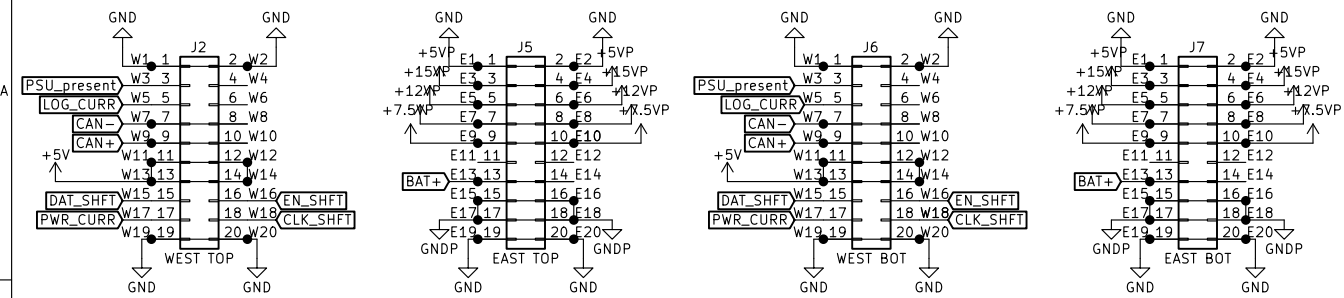 GND GND GND GND GND GND GND GND
J2 J5 J6 J7
W1 1 2 W2 +5VP E1 1 2 E2 +5VP W1 1 2 W2 +5VP E1 1 2 E2 +5VP
PSU_present W3 3 4 W4 +15VP E3 3 4 E4 +15VP PSU_present W3 3 4 W4 +15VP E3 3 4 E4 +15VP
A LOG_CURR W5 5 6 W6 +12VP E5 5 6 E6 +12VP LOG_CURR W5 5 6 W6 +12VP E5 5 6 E6 +12VP
CAN- W7 7 8 W8 +7.5VP E7 7 8 E8 +7.5VP CAN- W7 7 8 W8 +7.5VP E7 7 8 E8 +7.5VP
CAN+ W9 9 10 W10 E9 9 10 E10 CAN+ W9 9 10 W10 E9 9 10 E10
+5V W11 11 12 W12 E11 11 12 E12 +5V W11 11 12 W12 E11 11 12 E12
W13 13 14 W14 BAT+ E13 13 14 E14 W13 13 14 W14 BAT+ E13 13 14 E14
DAT_SHFT W15 15 16 W16 EN_SHFT E15 15 16 E16 DAT_SHFT W15 15 16 W16 EN_SHFT E15 15 16 E16
PWR_CURR W17 17 18 W18 CLK_SHFT E17 17 18 E18 PWR_CURR W17 17 18 W18 CLK_SHFT E17 17 18 E18
W19 19 20 W20 GNDP E19 19 20 E20 GNDP W19 19 20 W20 GNDP E19 19 20 E20 GNDP
WEST TOP EAST TOP WEST BOT EAST BOT
GND GND GND GND GND GND GND GND